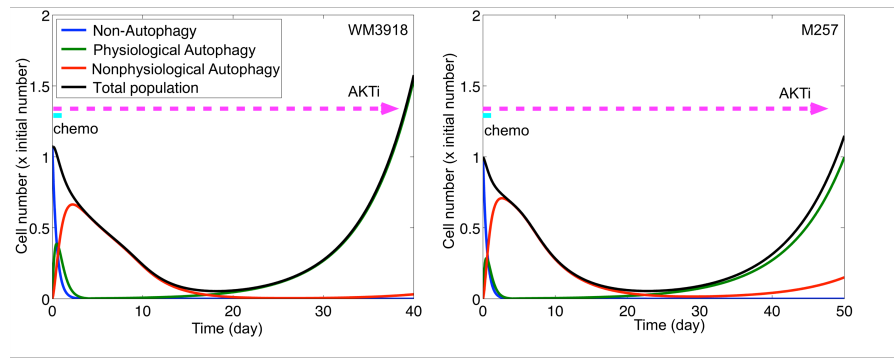 2
WM3918
Non-Autophagy
Physiological Autophagy
Nonphysiological Autophagy
Total population
1.5
AKTi
chemo
1
0.5
0
Cell number (x initial number)
0 10 20 30 40
Time (day)
2
M257
1.5
AKTi
chemo
1
0.5
0
Cell number (x initial number)
0 10 20 30 40 50
Time (day)